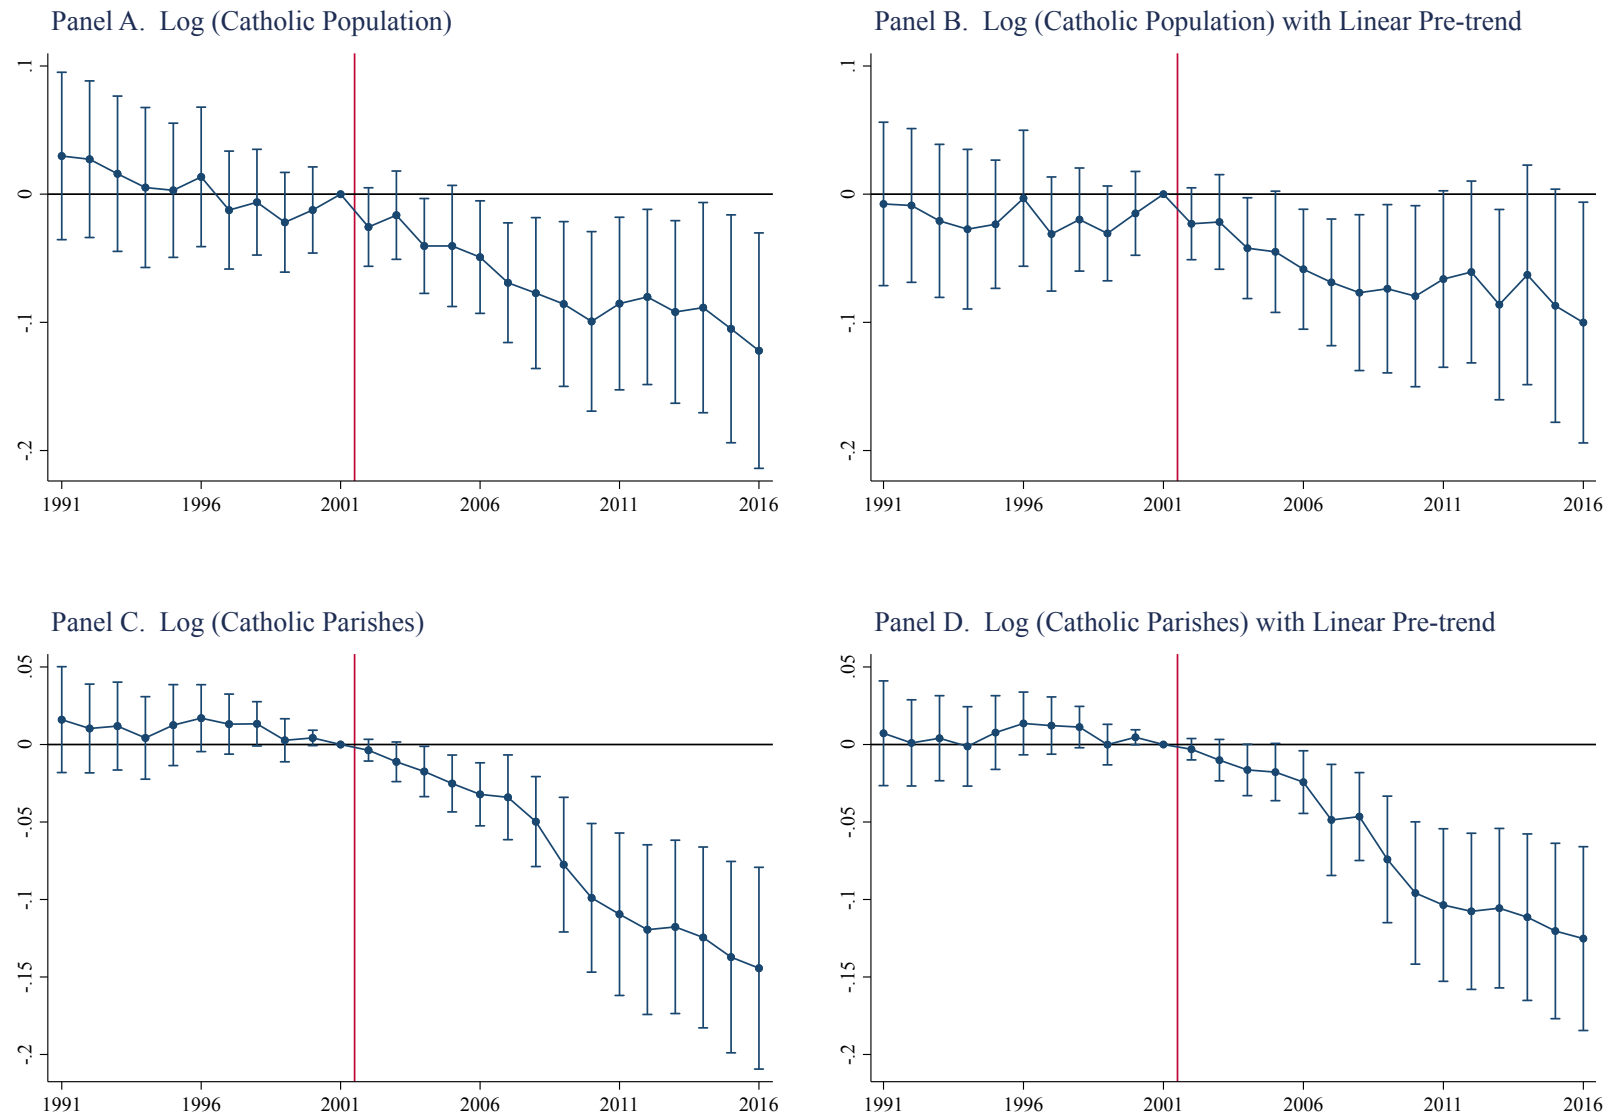 Panel A.  Log (Catholic Population)
.1
0
-.1
-.2
1991 1996 2001 2006 2011 2016
Panel B.  Log (Catholic Population) with Linear Pre-trend
.1
0
-.1
-.2
1991 1996 2001 2006 2011 2016
Panel C.  Log (Catholic Parishes)
.05
0
-.05
-.1
-.15
-.2
1991 1996 2001 2006 2011 2016
Panel D.  Log (Catholic Parishes) with Linear Pre-trend
.05
0
-.05
-.1
-.15
-.2
1991 1996 2001 2006 2011 2016